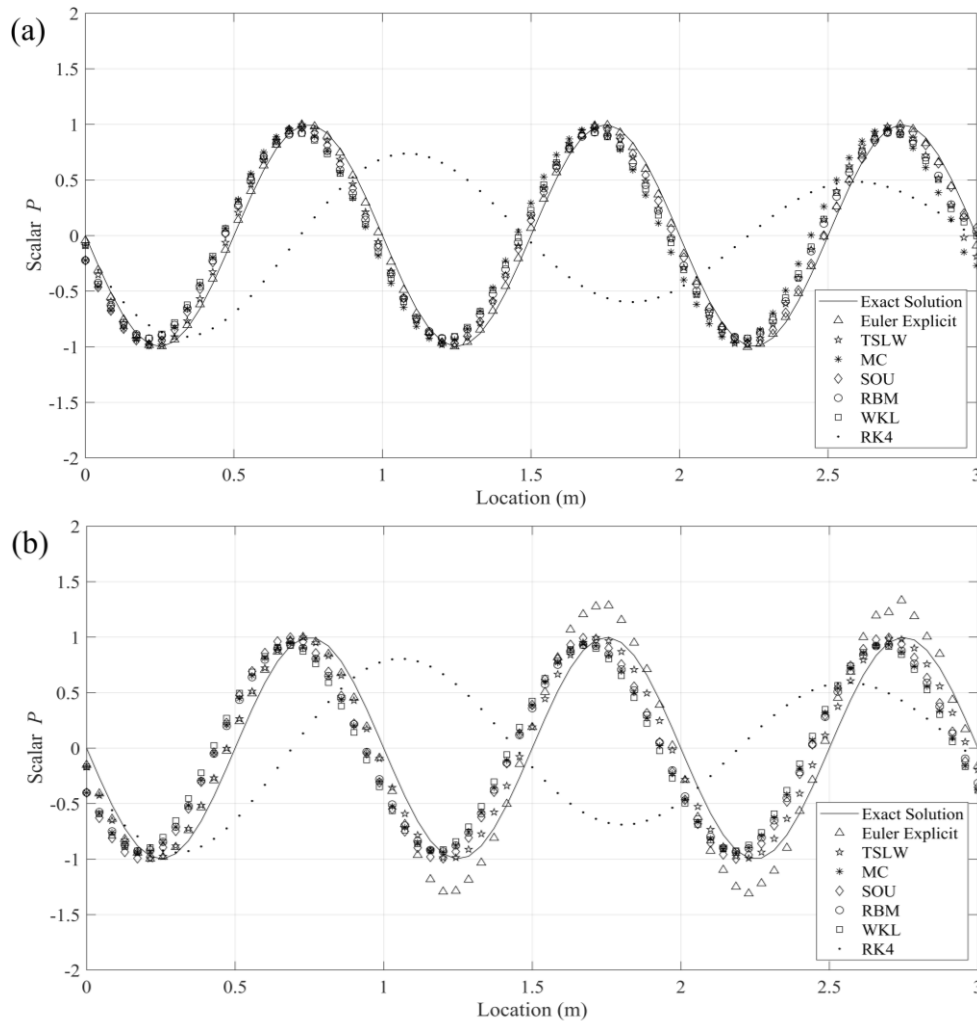 (a)
2
1.5
1
0.5
0
-0.5
-1
-1.5
-2
Scalar P
0 0.5 1 1.5 2 2.5 3
Location (m)
Exact Solution
Euler Explicit
TSLW
MC
SOU
RBM
WKL
RK4
(b)
2
1.5
1
0.5
0
-0.5
-1
-1.5
-2
Scalar P
0 0.5 1 1.5 2 2.5 3
Location (m)
Exact Solution
Euler Explicit
TSLW
MC
SOU
RBM
WKL
RK4